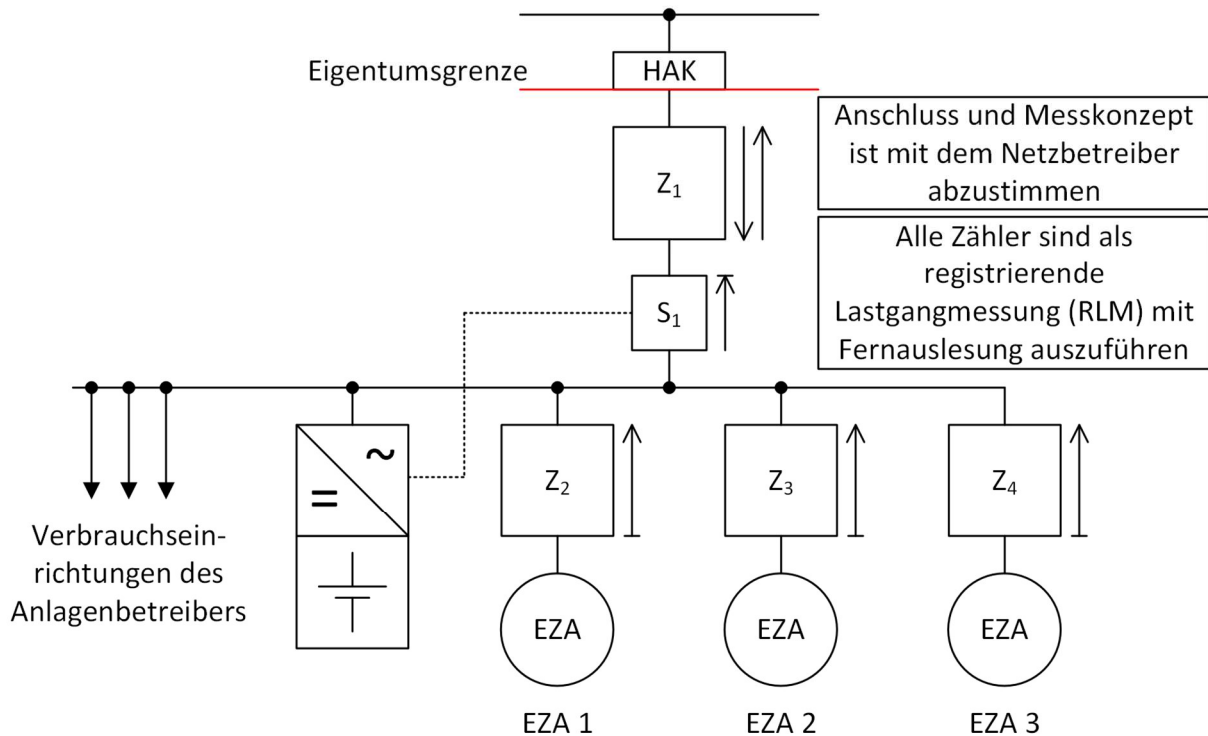 Eigentumsgrenze
HAK
Anschluss und Messkonzept
ist mit dem Netzbetreiber
abzustimmen
Z₁
Alle Zähler sind als
registrierende
Lastgangmessung (RLM) mit
Fernauslesung auszuführen
S₁
~
=
Z₂
Z₃
Z₄
Verbrauchsein-
richtungen des
Anlagenbetreibers
EZA
EZA
EZA
EZA 1
EZA 2
EZA 3